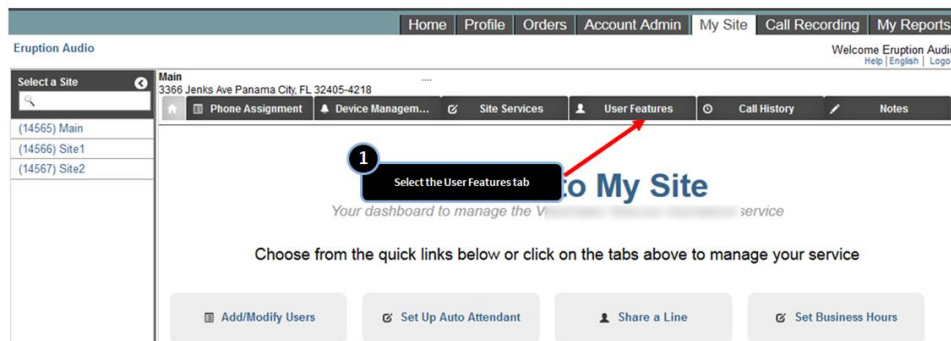 Home Profile Orders Account Admin My Site Call Recording My Reports
Eruption Audio
Welcome Eruption Audio
Help | English | Logo
Select a Site
Main
3366 Jenks Ave Panama City, FL 32405-4218
....
Phone Assignment Device Managem... Site Services User Features Call History Notes
(14565) Main
(14566) Site1
(14567) Site2
1
Select the User Features tab
to My Site
Your dashboard to manage the service
Choose from the quick links below or click on the tabs above to manage your service
Add/Modify Users Set Up Auto Attendant Share a Line Set Business Hours